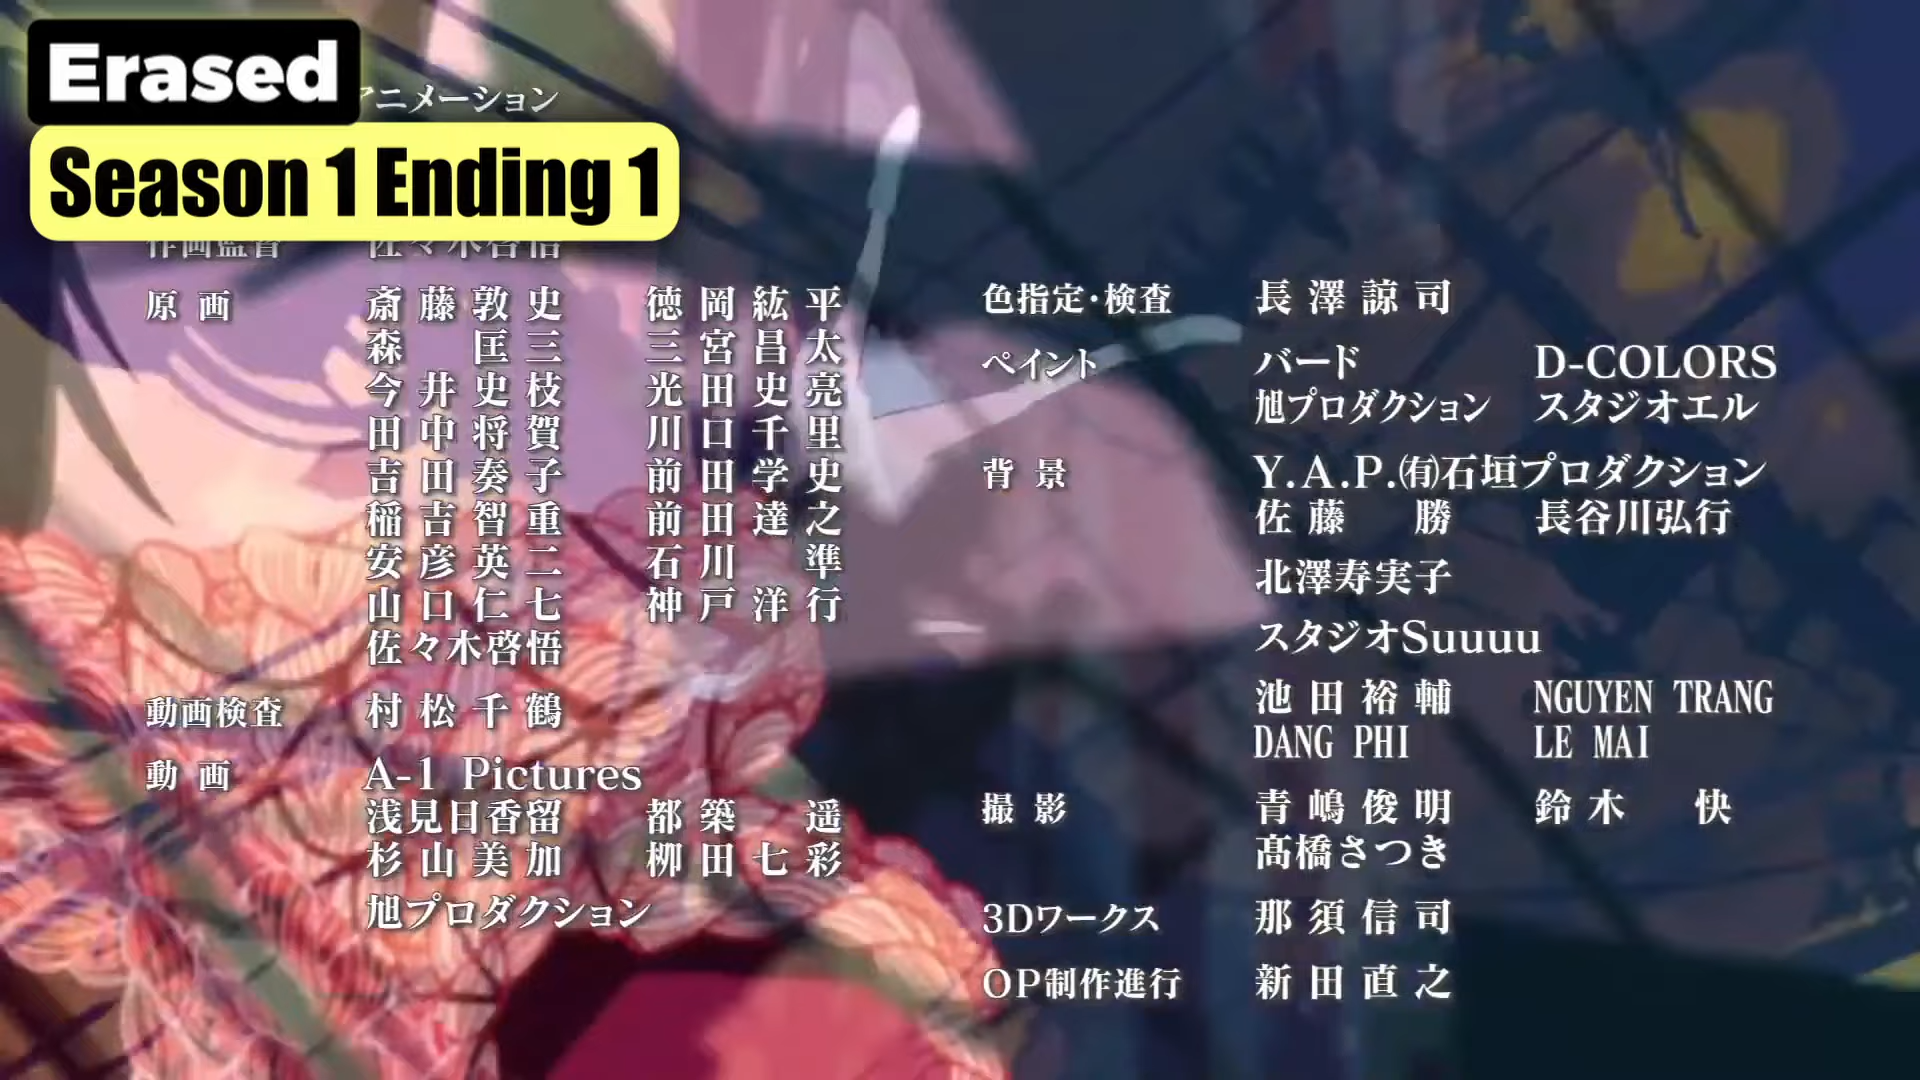 Erased
アニメーション
Season 1 Ending 1
作画監督 佐々木啓悟
原画 斎藤敦史 徳岡紘平
森 匡三 三宮昌太
今井史枝 光田史亮
田中将賀 川口千里
吉田奏子 前田学史
稲吉智重 前田達之
安彦英二 石川 準
山口仁七 神戸洋行
佐々木啓悟
動画検査 村松千鶴
動画 A-1 Pictures
浅見日香留 都築 遥
杉山美加 柳田七彩
旭プロダクション
色指定・検査 長澤諒司
ペイント バード D-COLORS
旭プロダクション スタジオエル
背景 Y.A.P.㈲石垣プロダクション
佐藤 勝 長谷川弘行
北澤寿実子
スタジオSuuuu
池田裕輔 NGUYEN TRANG
DANG PHI LE MAI
撮影 青嶋俊明 鈴木 快
髙橋さつき
3Dワークス 那須信司
OP制作進行 新田直之